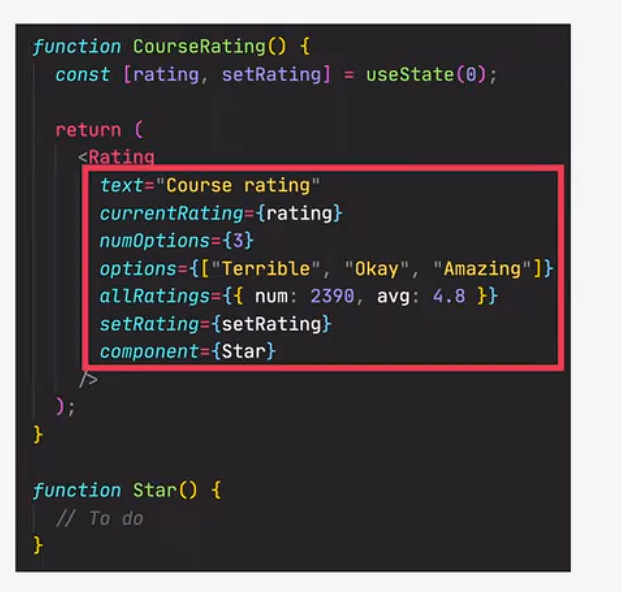 function CourseRating() {
const [rating, setRating] = useState(0);
return (
<Rating
text="Course rating"
currentRating={rating}
numOptions={3}
options={["Terrible", "Okay", "Amazing"]}
allRatings={{ num: 2390, avg: 4.8 }}
setRating={setRating}
component={Star}
/>
);
}
function Star() {
// To do
}